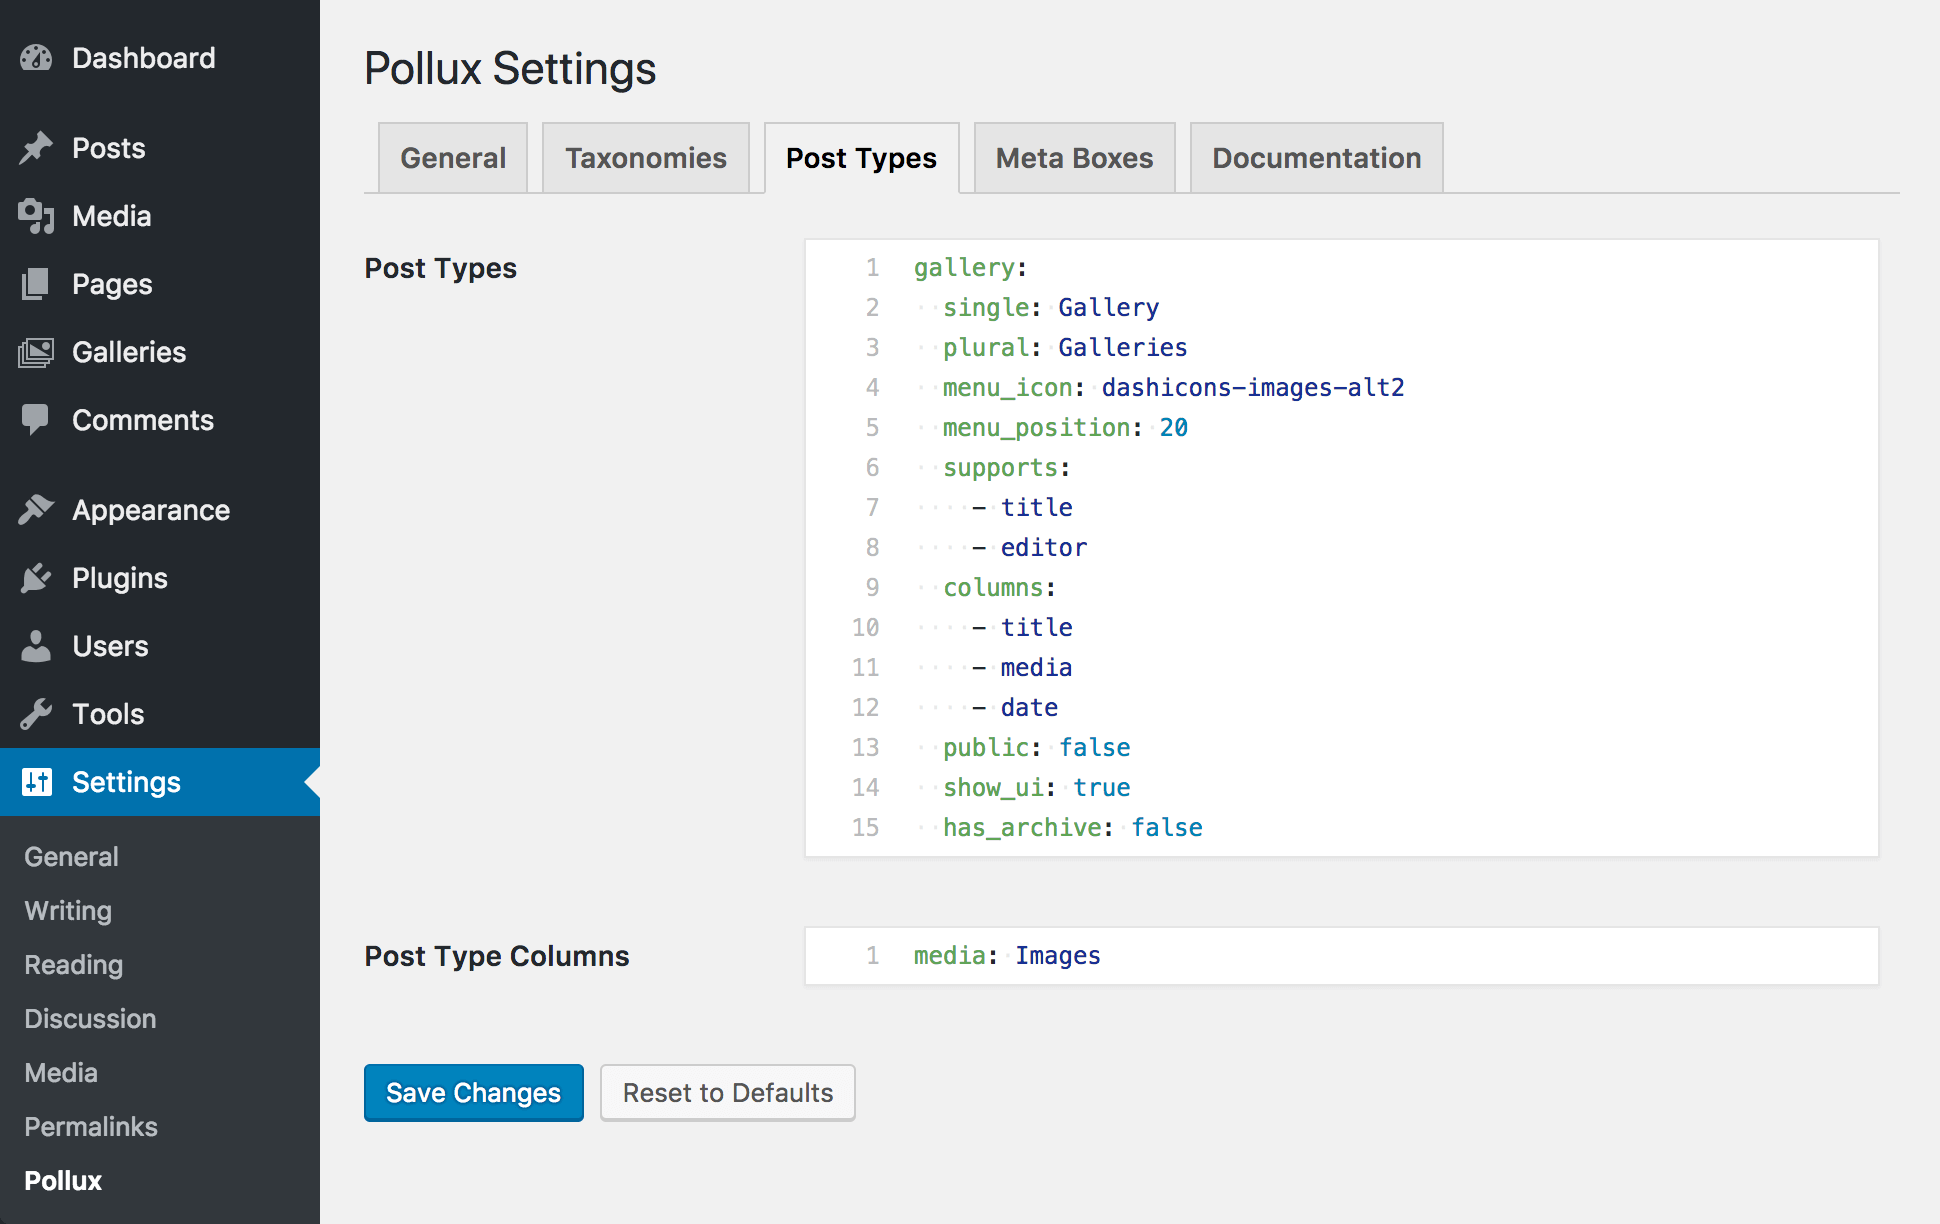 Dashboard
Posts
Media
Pages
Galleries
Comments
Appearance
Plugins
Users
Tools
Settings
General
Writing
Reading
Discussion
Media
Permalinks
Pollux
Pollux Settings
General Taxonomies Post Types Meta Boxes Documentation
Post Types
1 gallery:
2   single: Gallery
3   plural: Galleries
4   menu_icon: dashicons-images-alt2
5   menu_position: 20
6   supports:
7     - title
8     - editor
9   columns:
10     - title
11     - media
12     - date
13   public: false
14   show_ui: true
15   has_archive: false
Post Type Columns
1 media: Images
Save Changes Reset to Defaults